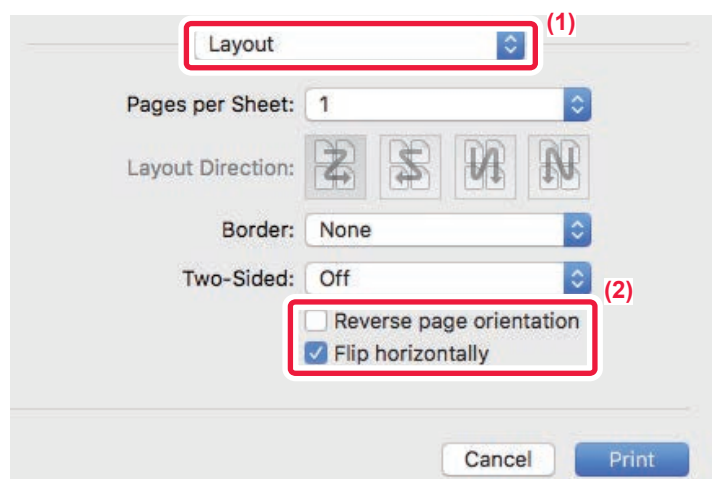 (1)
Layout
Pages per Sheet: 1
Layout Direction:
Border: None
Two-Sided: Off
(2)
Reverse page orientation
Flip horizontally
Cancel Print